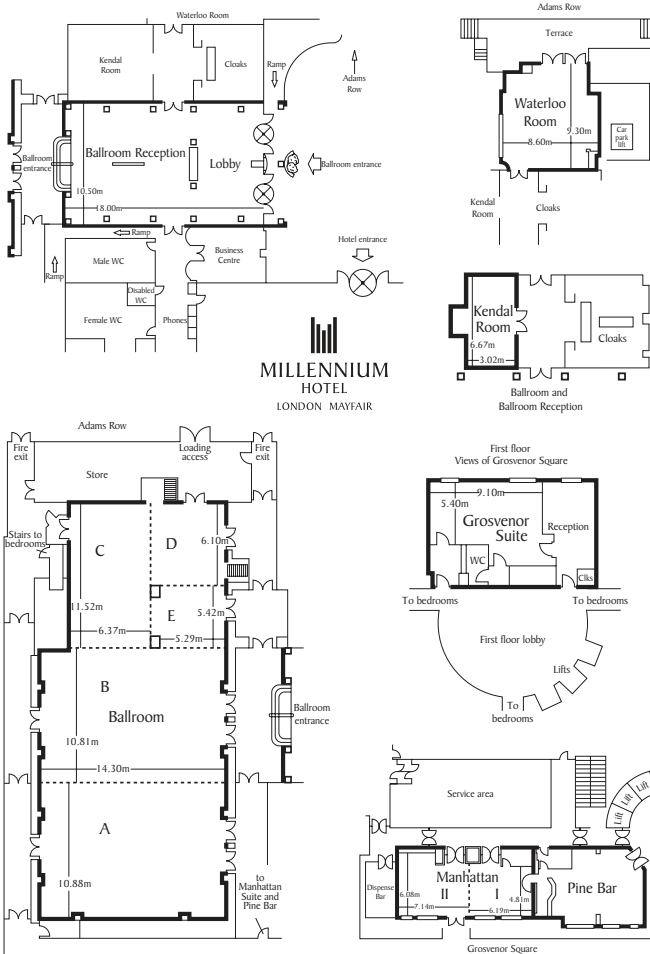 Waterloo Room
Kendal
Room
Cloaks
Ramp
Adams
Row
Ballroom
entrance
Ballroom Reception
Lobby
Ballroom entrance
10.50m
18.00m
Ramp
Ramp
Male WC
Business
Centre
Hotel entrance
Disabled
WC
Female WC
Phones
Adams Row
Terrace
Waterloo
Room
9.30m
8.60m
Car
park
lift
Kendal
Room
Cloaks
Kendal
Room
6.67m
3.02m
Cloaks
Ballroom and
Ballroom Reception
MILLENNIUM
HOTEL
LONDON MAYFAIR
Adams Row
Fire
exit
Loading
access
Fire
exit
Store
Stairs to
bedrooms
C
D
6.10m
11.52m
E
5.42m
6.37m
5.29m
B
Ballroom
10.81m
14.30m
Ballroom
entrance
A
10.88m
to
Manhattan
Suite and
Pine Bar
First floor
Views of Grosvenor Square
9.10m
5.40m
Grosvenor
Suite
Reception
WC
Clks
To bedrooms
To bedrooms
First floor lobby
Lifts
To
bedrooms
Service area
Lift
Lift
Lift
Dispense
Bar
Manhattan
II
I
6.08m
7.14m
4.81m
6.19m
Pine Bar
Grosvenor Square